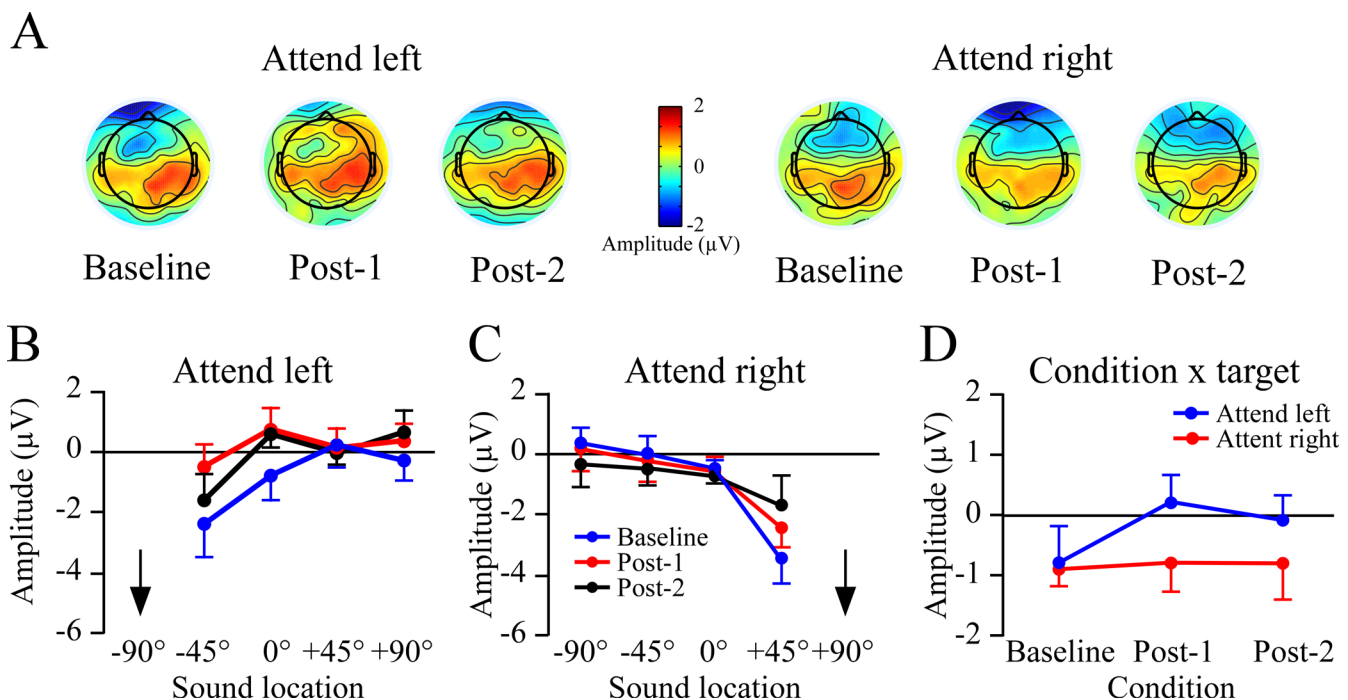 A
Attend left
Attend right
2
0
-2
Amplitude (µV)
Baseline
Post-1
Post-2
Baseline
Post-1
Post-2
B
Attend left
Amplitude (µV)
2
0
-2
-4
-6
-90°
-45°
0°
+45°
+90°
Sound location
C
Attend right
Amplitude (µV)
2
0
-2
-4
-6
Baseline
Post-1
Post-2
-90°
-45°
0°
+45°
+90°
Sound location
D
Condition x target
Attend left
Attent right
Amplitude (µV)
2
1
0
-1
-2
Baseline
Post-1
Post-2
Condition